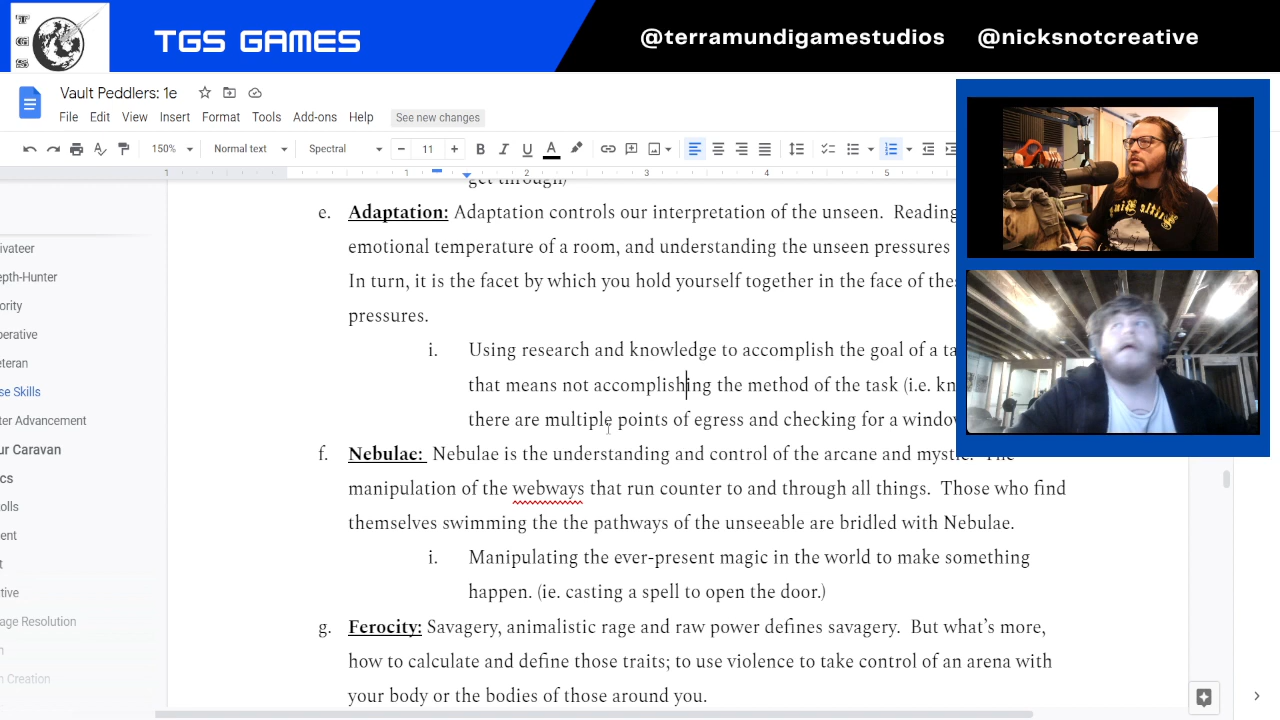 TGS
TGS GAMES
@terramundigamestudios @nicksnotcreative
Vault Peddlers: 1e
File Edit View Insert Format Tools Add-ons Help See new changes
150% Normal text Spectral 11
1 1 2 3 4 5
get through)
e. Adaptation: Adaptation controls our interpretation of the unseen. Reading
emotional temperature of a room, and understanding the unseen pressures
In turn, it is the facet by which you hold yourself together in the face of
pressures.
i. Using research and knowledge to accomplish the goal of a
that means not accomplishing the method of the task (i.e.
there are multiple points of egress and checking for a
f. Nebulae: Nebulae is the understanding and control of the arcane and mystic. The
manipulation of the webways that run counter to and through all things. Those who find
themselves swimming the the pathways of the unseeable are bridled with Nebulae.
i. Manipulating the ever-present magic in the world to make something
happen. (ie. casting a spell to open the door.)
g. Ferocity: Savagery, animalistic rage and raw power defines savagery. But what's more,
how to calculate and define those traits; to use violence to take control of an arena with
your body or the bodies of those around you.
ivateer
epth-Hunter
ority
perative
eteran
se Skills
ter Advancement
ur Caravan
cs
olls
ent
t
tive
age Resolution
n
n Creation